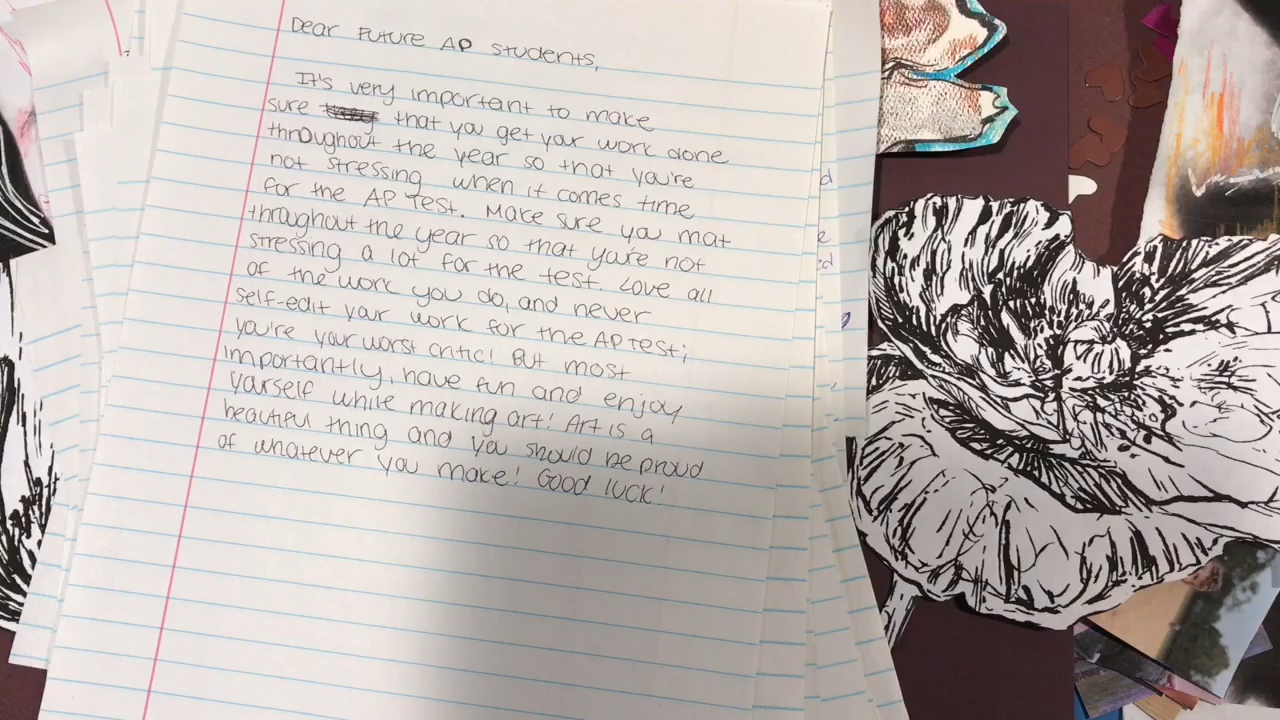 Dear Future AP students,
It's very important to make
sure that you get your work done
throughout the year so that you're
not stressing when it comes time
for the AP Test. Make sure you mat
throughout the year so that you're not
stressing a lot for the test. Love all
of the work you do, and never
self-edit your work for the AP test;
you're your worst critic! But most
importantly, have fun and enjoy
yourself while making art! Art is a
beautiful thing and you should be proud
of whatever you make! Good luck!